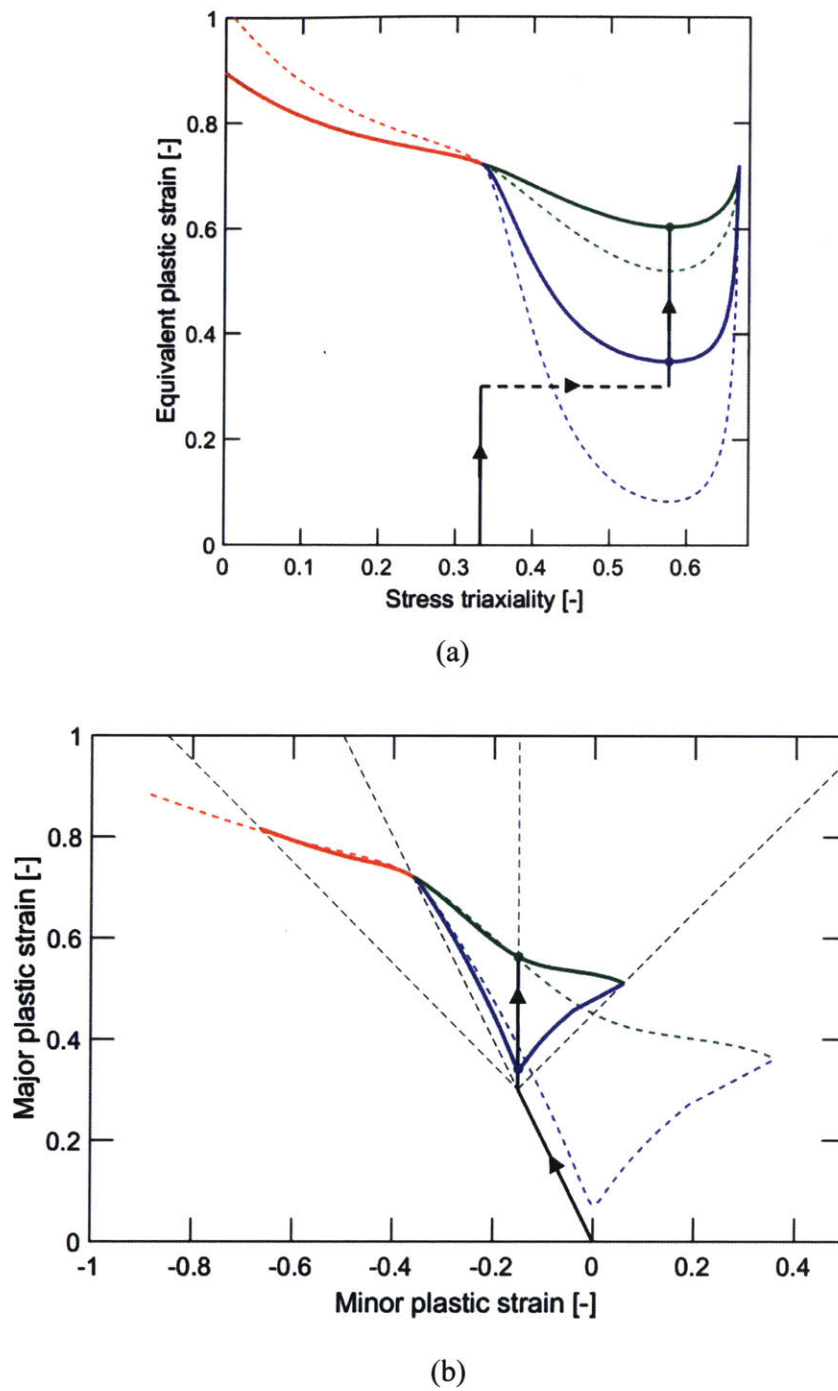 1
0.8
0.6
0.4
0.2
0
Equivalent plastic strain [-]
0 0.1 0.2 0.3 0.4 0.5 0.6
Stress triaxiality [-]
(a)
1
0.8
0.6
0.4
0.2
0
Major plastic strain [-]
-1 -0.8 -0.6 -0.4 -0.2 0 0.2 0.4
Minor plastic strain [-]
(b)